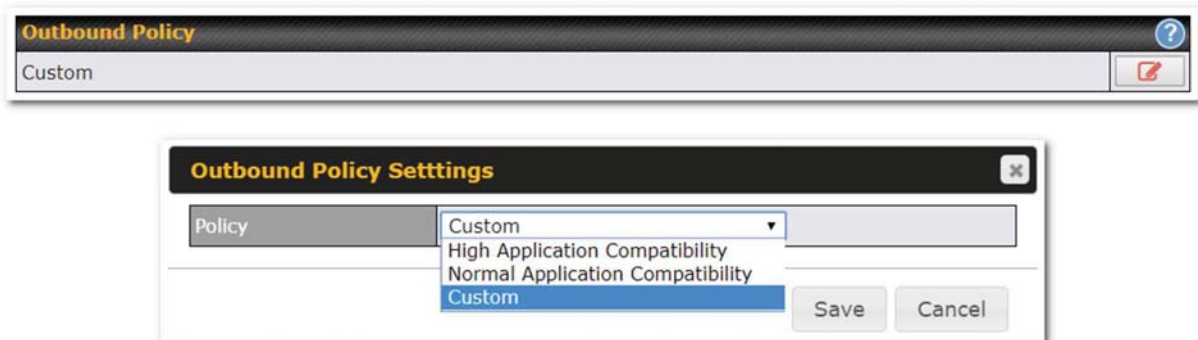 Outbound Policy
Custom
Outbound Policy Setttings
Policy
Custom
High Application Compatibility
Normal Application Compatibility
Custom
Save
Cancel